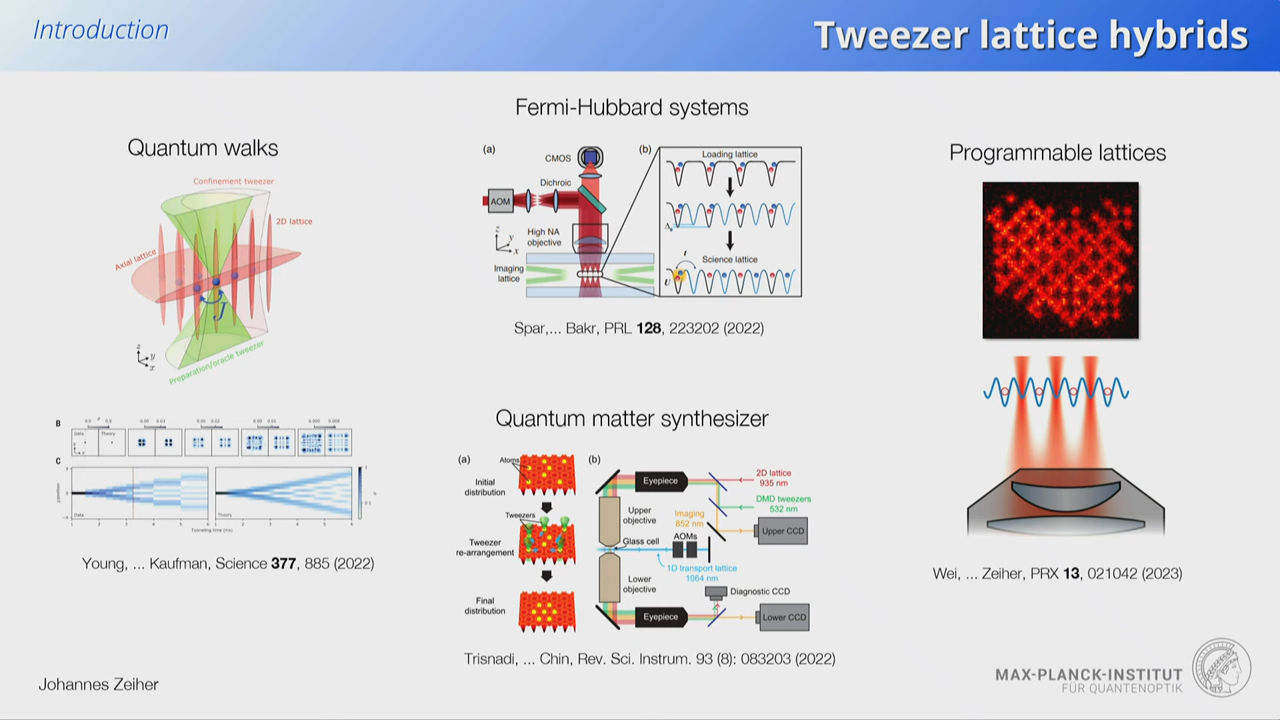 Introduction
Tweezer lattice hybrids
Quantum walks
Confinement tweezer
2D lattice
Axial lattice
J
z
y
x
Preparation/oracle tweezer
B
Data
Theory
C
Data
Theory
Young, ... Kaufman, Science 377, 885 (2022)
Fermi-Hubbard systems
(a)
CMOS
Dichroic
AOM
High NA
objective
z
y
x
Imaging
lattice
(b)
Loading lattice
Science lattice
t
U
Spar,... Bakr, PRL 128, 223202 (2022)
Quantum matter synthesizer
(a)
Atoms
Initial
distribution
Tweezers
Tweezer
re-arrangement
Final
distribution
(b)
Eyepiece
2D lattice
935 nm
DMD tweezers
532 nm
Upper
objective
Imaging
852 nm
Upper CCD
Glass cell
AOMs
1D transport lattice
1064 nm
Lower
objective
Diagnostic CCD
Eyepiece
Lower CCD
Trisnadi, ... Chin, Rev. Sci. Instrum. 93 (8): 083203 (2022)
Programmable lattices
Wei, ... Zeiher, PRX 13, 021042 (2023)
Johannes Zeiher
MAX-PLANCK-INSTITUT
FÜR QUANTENOPTIK